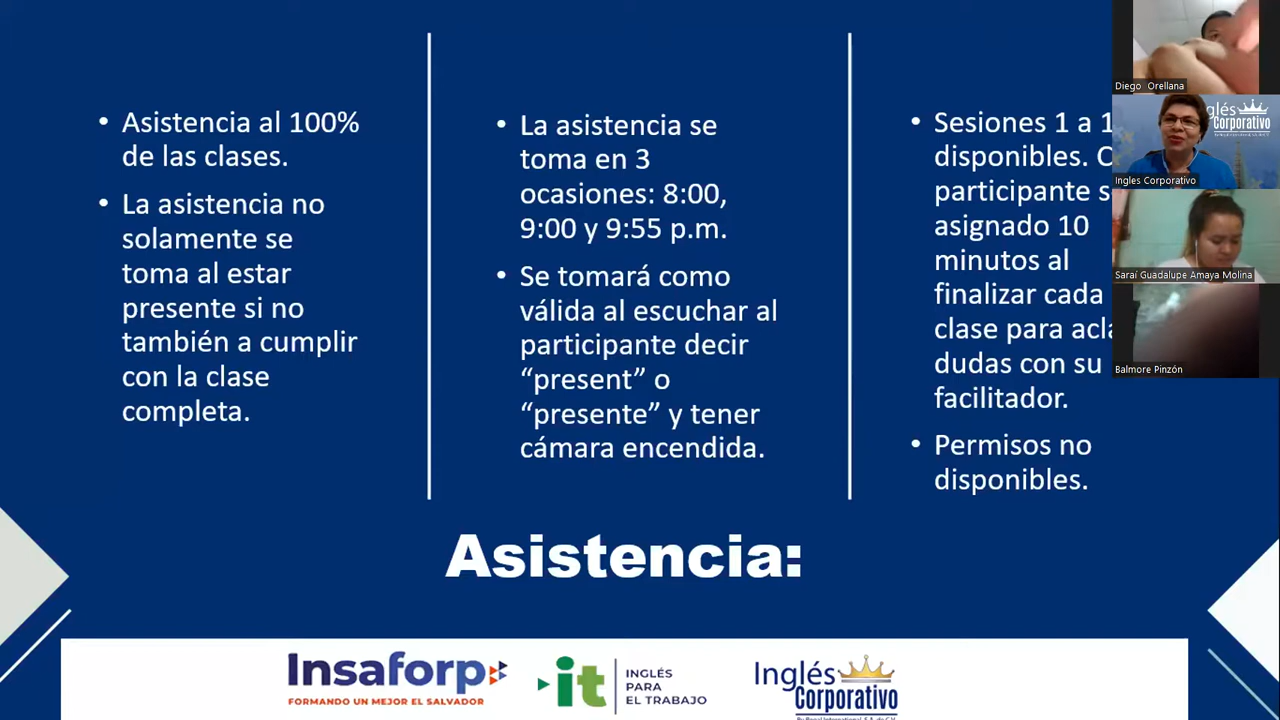 • Asistencia al 100%
de las clases.
• La asistencia no
solamente se
toma al estar
presente si no
también a cumplir
con la clase
completa.
• La asistencia se
toma en 3
ocasiones: 8:00,
9:00 y 9:55 p.m.
• Se tomará como
válida al escuchar al
participante decir
“present” o
“presente” y tener
cámara encendida.
• Sesiones 1 a 1
disponibles. C
participante s
asignado 10
minutos al
finalizar cada
clase para acla
dudas con su
facilitador.
• Permisos no
disponibles.
Asistencia:
Insaforp
FORMANDO UN MEJOR EL SALVADOR
it
INGLÉS
PARA
EL TRABAJO
Inglés
Corporativo
Diego Orellana
glés
Corporativo
Ingles Corporativo
Saraí Guadalupe Amaya Molina
Balmore Pinzón